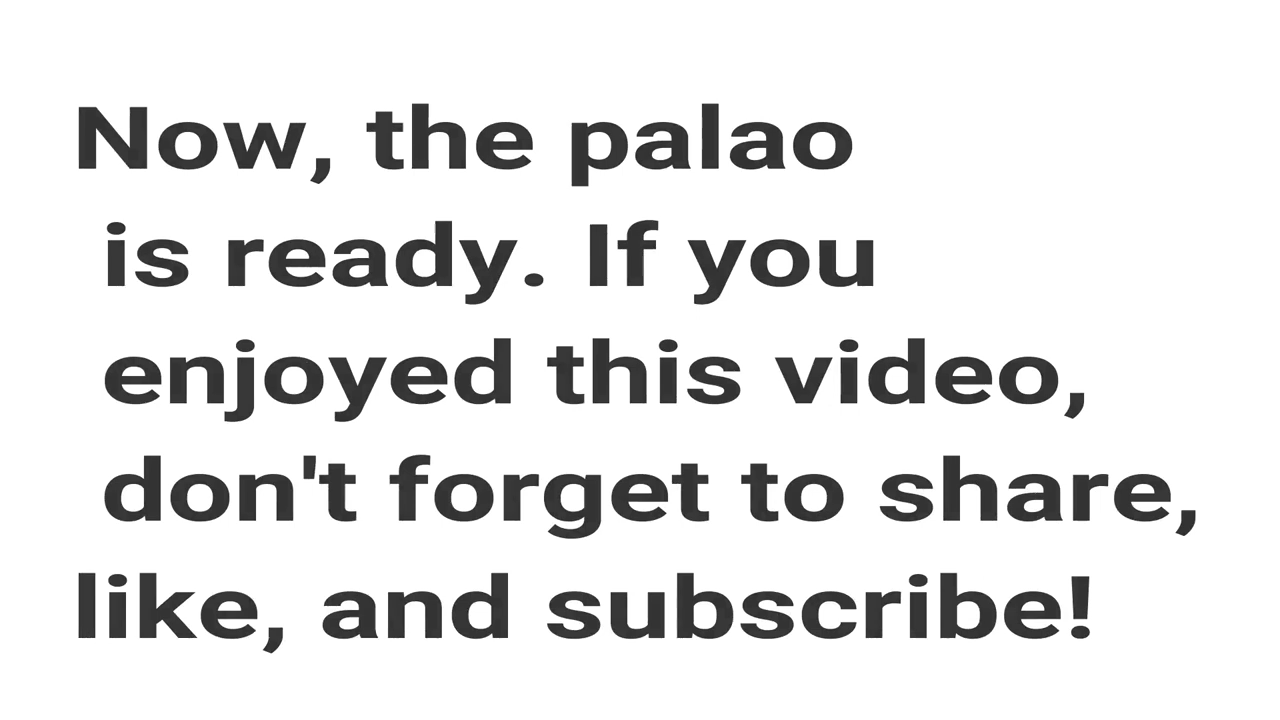 Now, the palao
is ready. If you
enjoyed this video,
don't forget to share,
like, and subscribe!